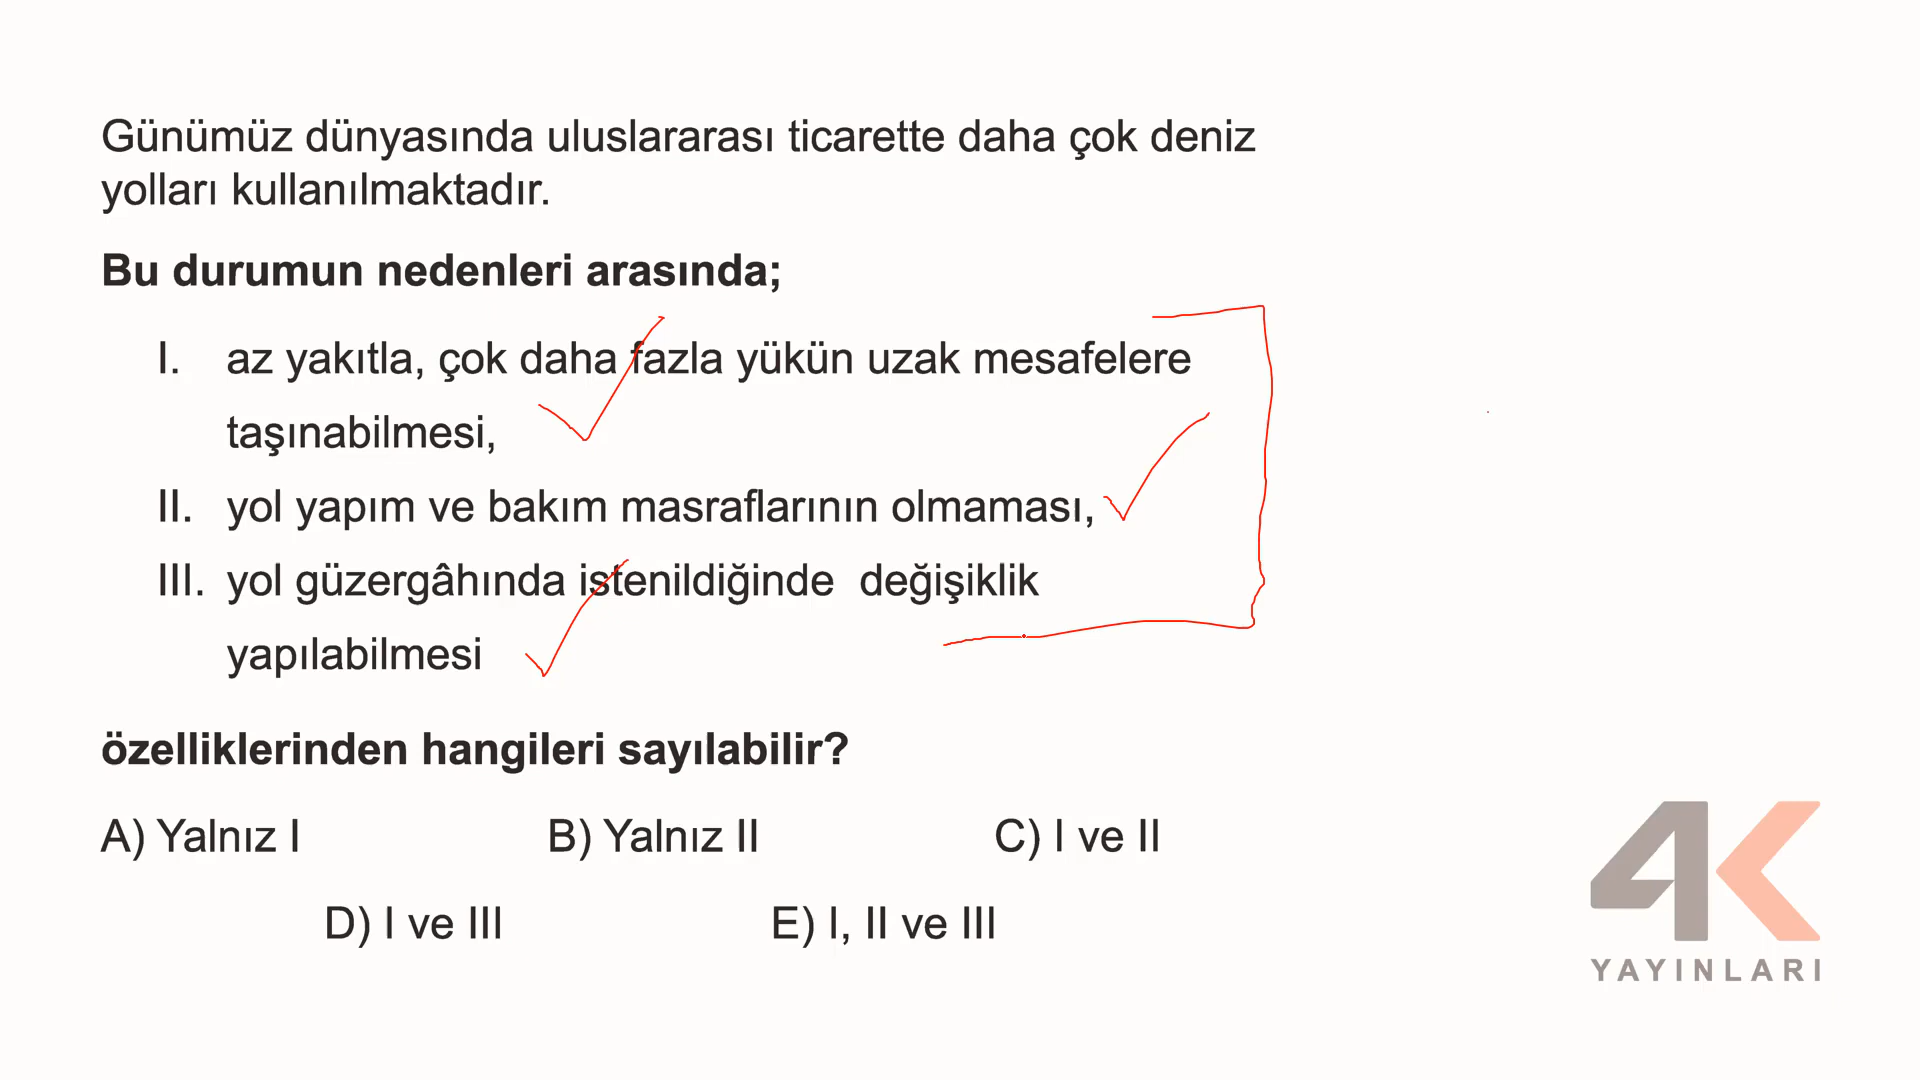 Günümüz dünyasında uluslararası ticarette daha çok deniz
yolları kullanılmaktadır.
Bu durumun nedenleri arasında;
I. az yakıtla, çok daha fazla yükün uzak mesafelere
taşınabilmesi,
II. yol yapım ve bakım masraflarının olmaması,
III. yol güzergâhında istenildiğinde değişiklik
yapılabilmesi
özelliklerinden hangileri sayılabilir?
A) Yalnız I B) Yalnız II C) I ve II
D) I ve III E) I, II ve III
4K
YAYINLARI